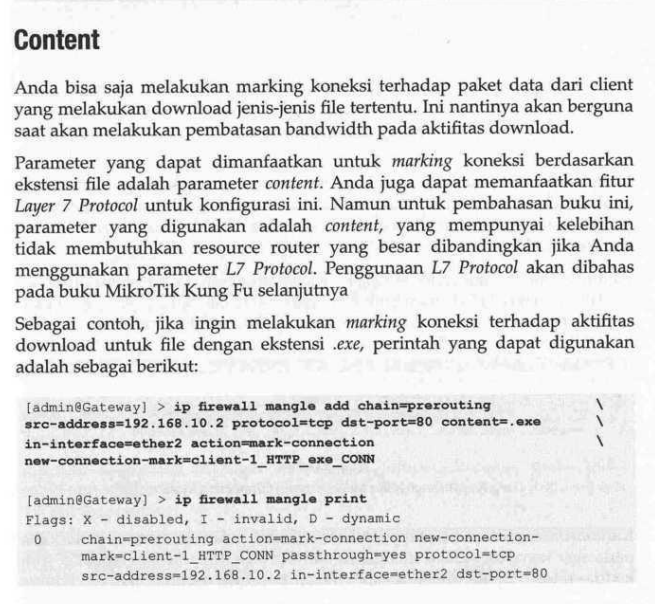 Content
Anda bisa saja melakukan marking koneksi terhadap paket data dari client
yang melakukan download jenis-jenis file tertentu. Ini nantinya akan berguna
saat akan melakukan pembatasan bandwidth pada aktifitas download.
Parameter yang dapat dimanfaatkan untuk marking koneksi berdasarkan
ekstensi file adalah parameter content. Anda juga dapat memanfaatkan fitur
Layer 7 Protocol untuk konfigurasi ini. Namun untuk pembahasan buku ini,
parameter yang digunakan adalah content, yang mempunyai kelebihan
tidak membutuhkan resource router yang besar dibandingkan jika Anda
menggunakan parameter L7 Protocol. Penggunaan L7 Protocol akan dibahas
pada buku MikroTik Kung Fu selanjutnya
Sebagai contoh, jika ingin melakukan marking koneksi terhadap aktifitas
download untuk file dengan ekstensi .exe, perintah yang dapat digunakan
adalah sebagai berikut:
[admin@Gateway] > ip firewall mangle add chain=prerouting \
src-address=192.168.10.2 protocol=tcp dst-port=80 content=.exe \
in-interface=ether2 action=mark-connection \
new-connection-mark=client-1_HTTP_exe CONN
[admin@Gateway] > ip firewall mangle print
Flags: X - disabled, I - invalid, D - dynamic
0 chain=prerouting action=mark-connection new-connection-
mark=client-1_HTTP_CONN passthrough=yes protocol=tcp
src-address=192.168.10.2 in-interface=ether2 dst-port=80